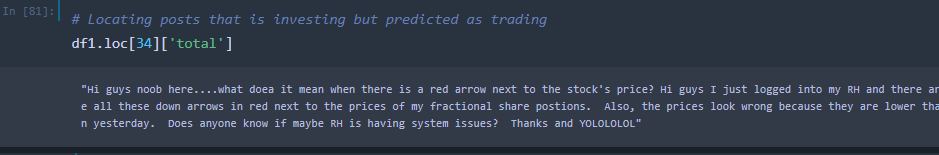 In [81]:
# Locating posts that is investing but predicted as trading
df1.loc[34]['total']
"Hi guys noob here....what doea it mean when there is a red arrow next to the stock's price? Hi guys I just logged into my RH and there ar
e all these down arrows in red next to the prices of my fractional share postions.  Also, the prices look wrong because they are lower tha
n yesterday.  Does anyone know if maybe RH is having system issues?  Thanks and YOLOLOLOL"